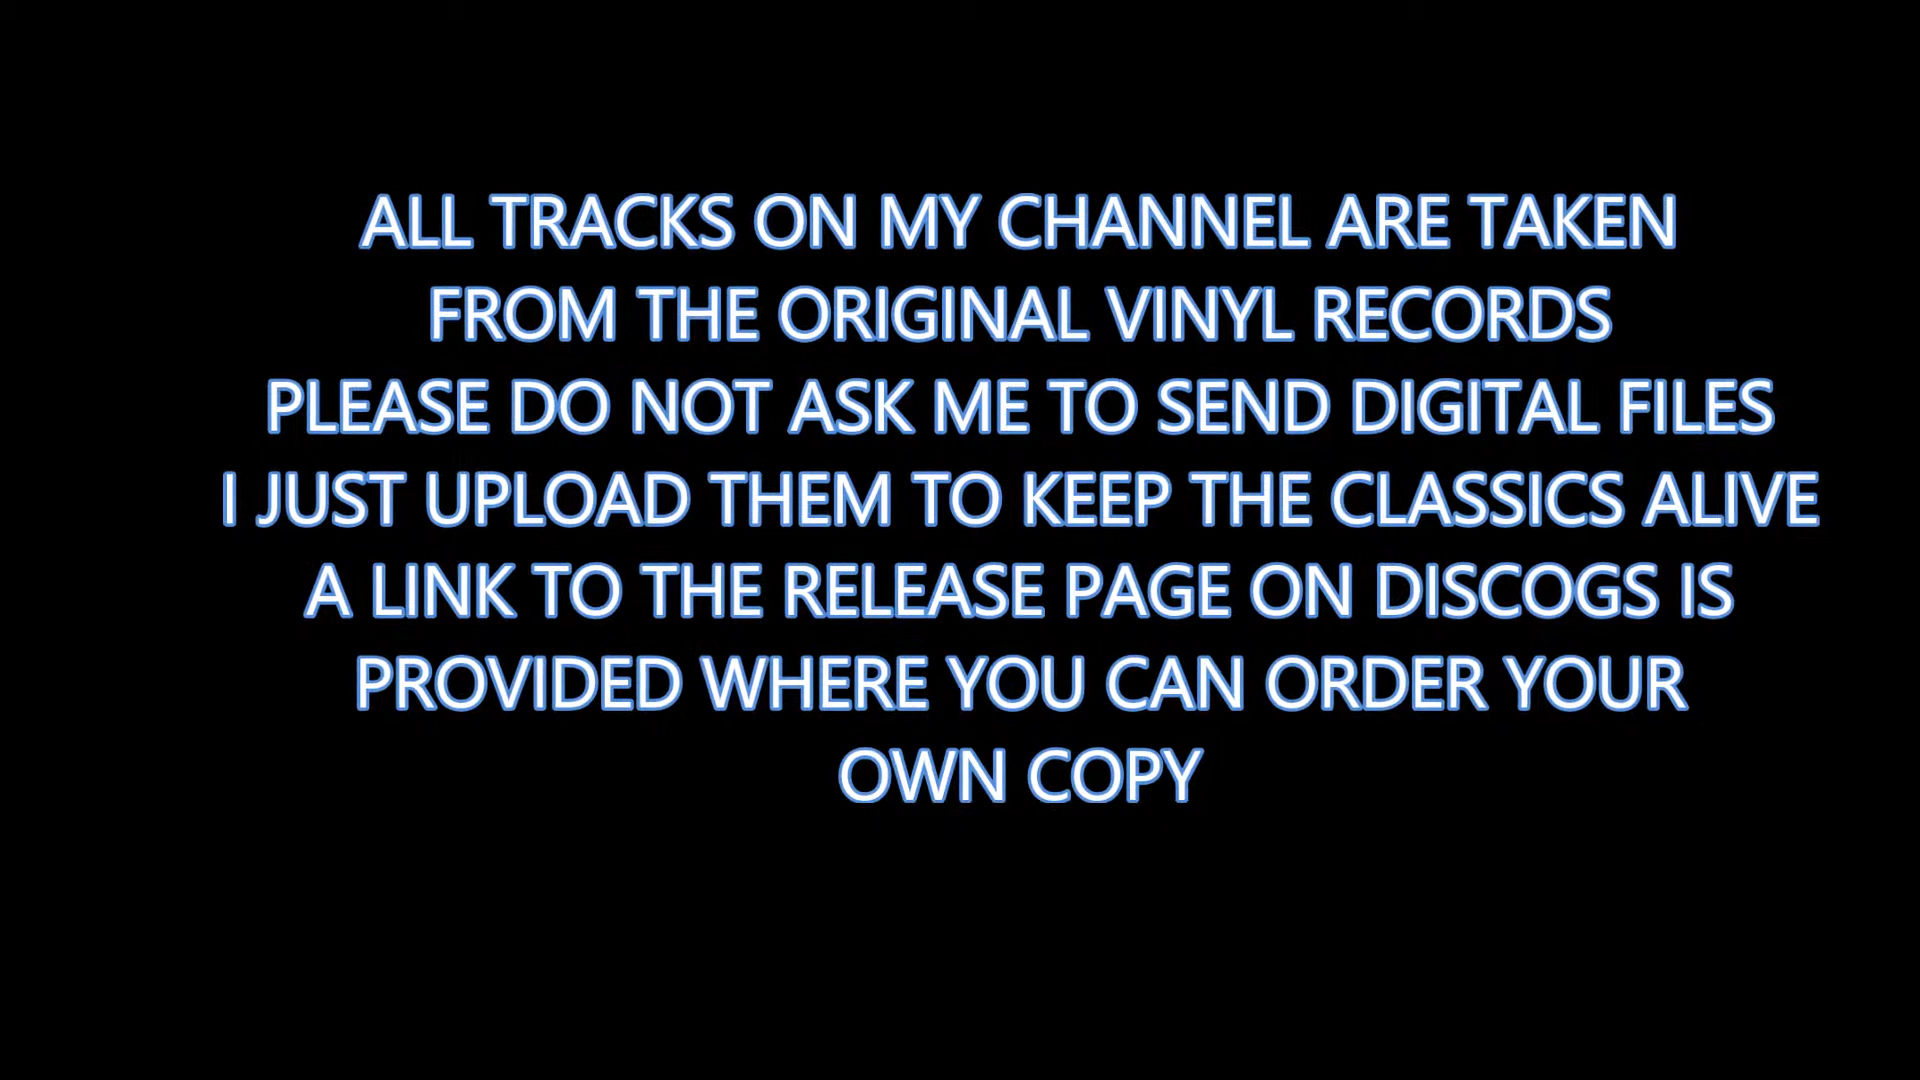 ALL TRACKS ON MY CHANNEL ARE TAKEN
FROM THE ORIGINAL VINYL RECORDS
PLEASE DO NOT ASK ME TO SEND DIGITAL FILES
I JUST UPLOAD THEM TO KEEP THE CLASSICS ALIVE
A LINK TO THE RELEASE PAGE ON DISCOGS IS
PROVIDED WHERE YOU CAN ORDER YOUR
OWN COPY